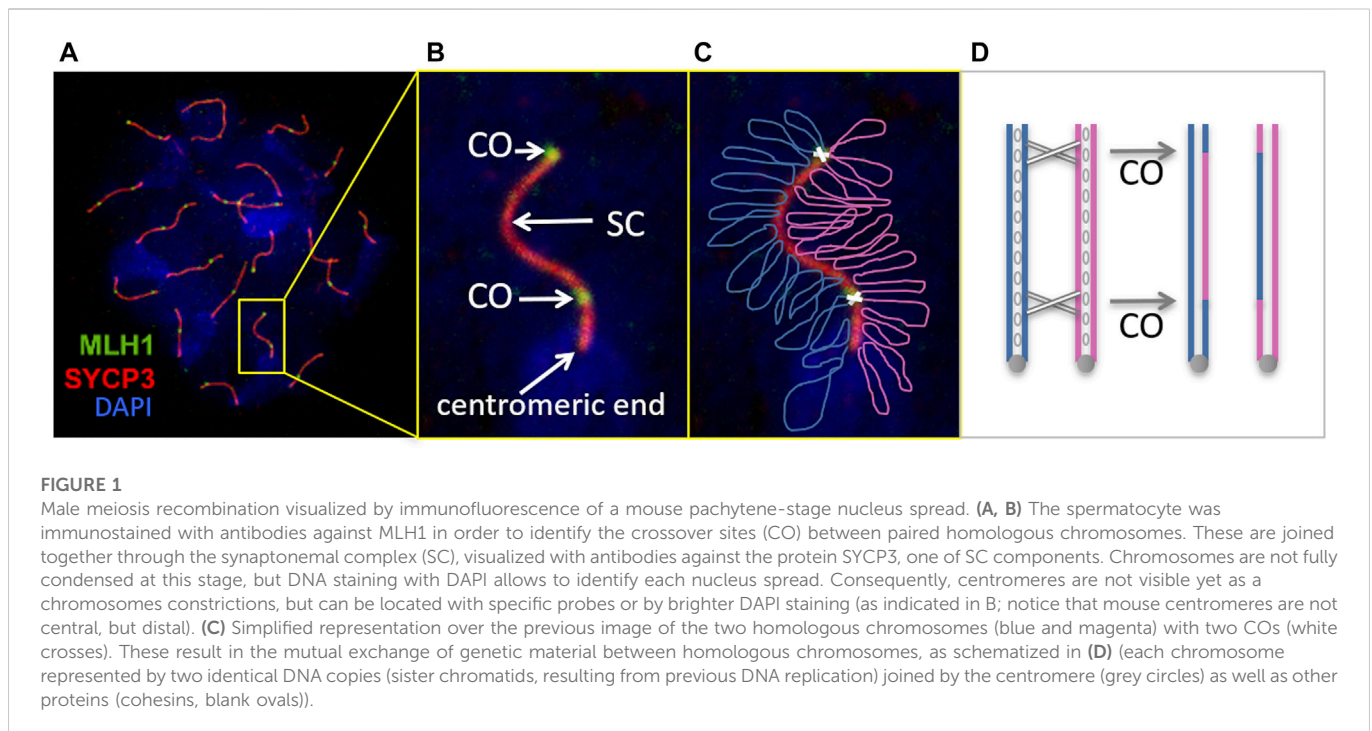 A
B
C
D
CO
SC
CO
centromeric end
MLH1
SYCP3
DAPI
CO
CO
FIGURE 1
Male meiosis recombination visualized by immunofluorescence of a mouse pachytene-stage nucleus spread. (A, B) The spermatocyte was
immunostained with antibodies against MLH1 in order to identify the crossover sites (CO) between paired homologous chromosomes. These are joined
together through the synaptonemal complex (SC), visualized with antibodies against the protein SYCP3, one of SC components. Chromosomes are not fully
condensed at this stage, but DNA staining with DAPI allows to identify each nucleus spread. Consequently, centromeres are not visible yet as a
chromosomes constrictions, but can be located with specific probes or by brighter DAPI staining (as indicated in B; notice that mouse centromeres are not
central, but distal). (C) Simplified representation over the previous image of the two homologous chromosomes (blue and magenta) with two COs (white
crosses). These result in the mutual exchange of genetic material between homologous chromosomes, as schematized in (D) (each chromosome
represented by two identical DNA copies (sister chromatids, resulting from previous DNA replication) joined by the centromere (grey circles) as well as other
proteins (cohesins, blank ovals)).